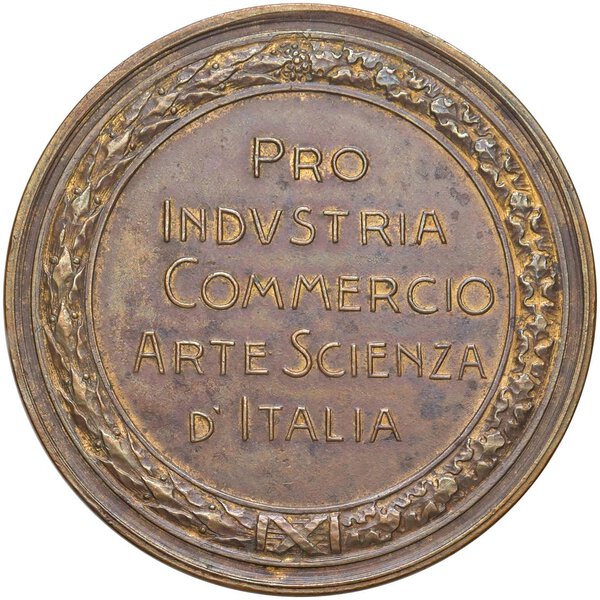 PRO
INDVSTRIA
COMMERCIO
ARTE SCIENZA
D'ITALIA